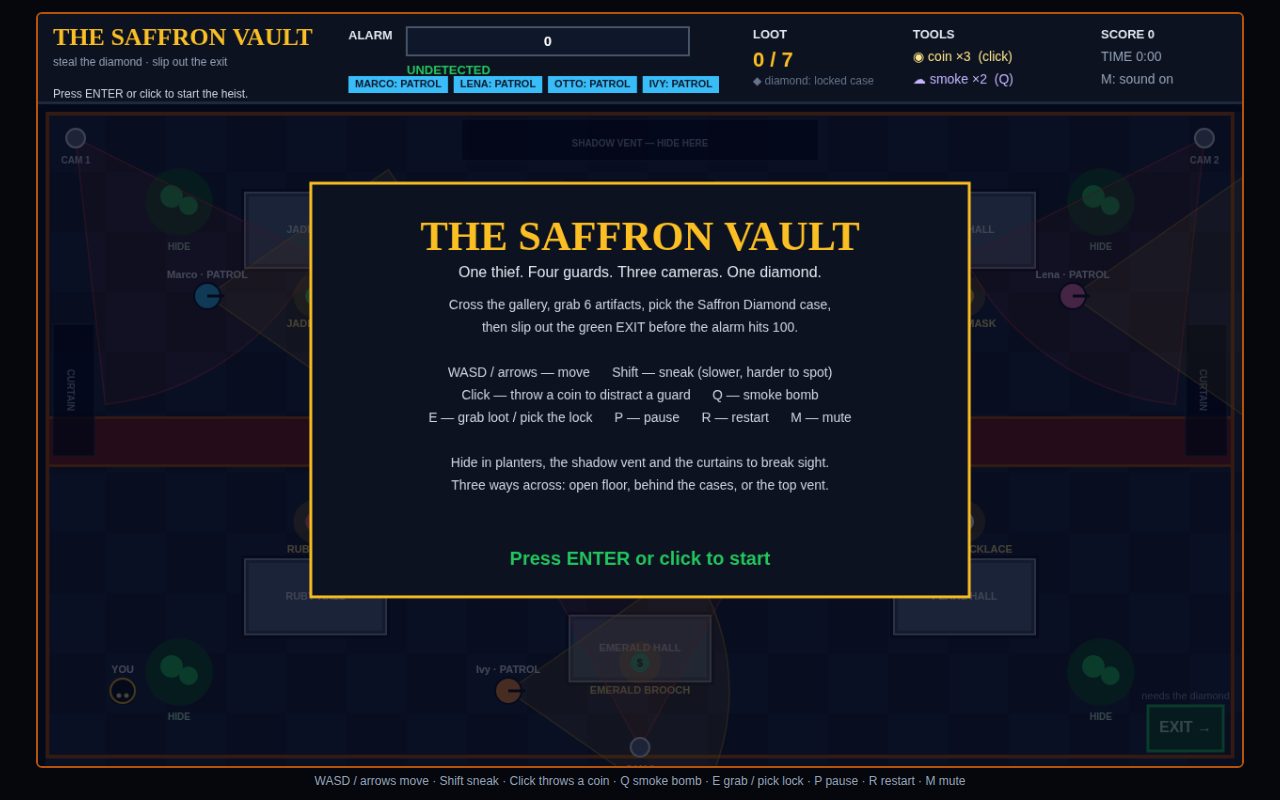 THE SAFFRON VAULT
steal the diamond · slip out the exit
Press ENTER or click to start the heist.
ALARM
0
UNDETECTED
MARCO: PATROL
LENA: PATROL
OTTO: PATROL
IVY: PATROL
LOOT
0 / 7
◆ diamond: locked case
TOOLS
◉ coin ×3 (click)
☁ smoke ×2 (Q)
SCORE 0
TIME 0:00
M: sound on
CAM 1
SHADOW VENT — HIDE HERE
CAM 2
HIDE
HIDE
HALL
Marco · PATROL
Lena · PATROL
CURTAIN
CURTAIN
THE SAFFRON VAULT
One thief. Four guards. Three cameras. One diamond.
Cross the gallery, grab 6 artifacts, pick the Saffron Diamond case,
then slip out the green EXIT before the alarm hits 100.
WASD / arrows — move Shift — sneak (slower, harder to spot)
Click — throw a coin to distract a guard Q — smoke bomb
E — grab loot / pick the lock P — pause R — restart M — mute
Hide in planters, the shadow vent and the curtains to break sight.
Three ways across: open floor, behind the cases, or the top vent.
Press ENTER or click to start
EMERALD HALL
$
EMERALD BROOCH
YOU
HIDE
Ivy · PATROL
HIDE
needs the diamond
EXIT →
WASD / arrows move · Shift sneak · Click throws a coin · Q smoke bomb · E grab / pick lock · P pause · R restart · M mute